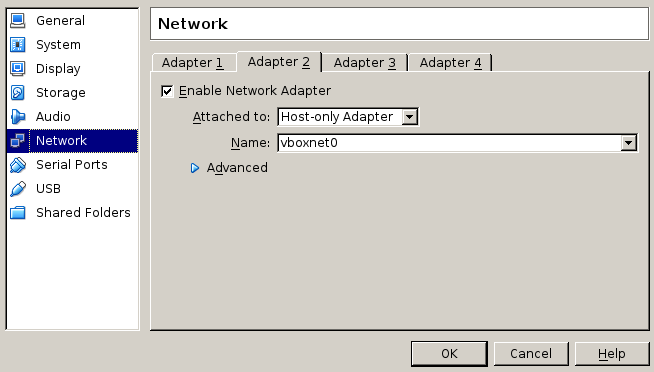 General
System
Display
Storage
Audio
Network
Serial Ports
USB
Shared Folders
Network
Adapter 1 Adapter 2 Adapter 3 Adapter 4
Enable Network Adapter
Attached to: Host-only Adapter
Name: vboxnet0
Advanced
OK Cancel Help